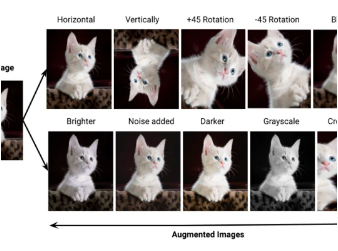 Horizontal
Vertically
+45 Rotation
-45 Rotation
Brighter
Noise added
Darker
Grayscale
Augmented Images